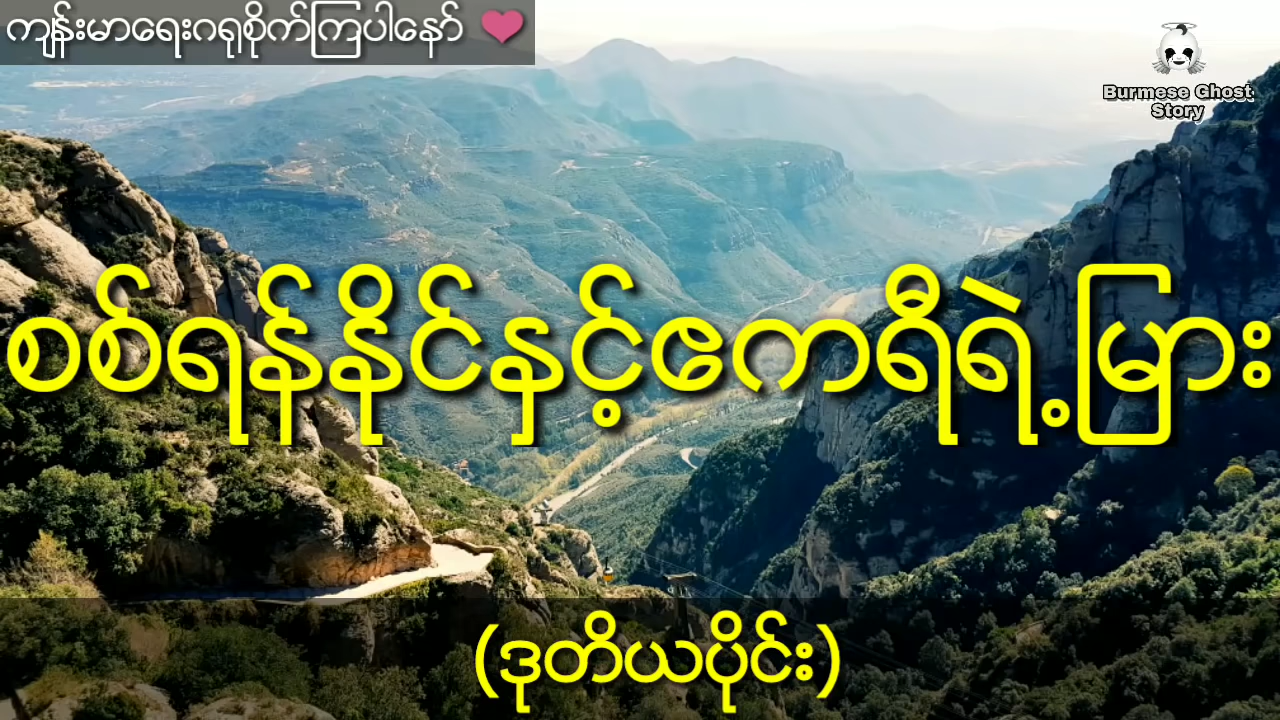 ကျန်းမာရေးဂရုစိုက်ကြပါနော် ❤
Burmese Ghost
Story
စစ်ရန်နိုင်နှင့်ဧကရီရဲ့မြား
(ဒုတိယပိုင်း)